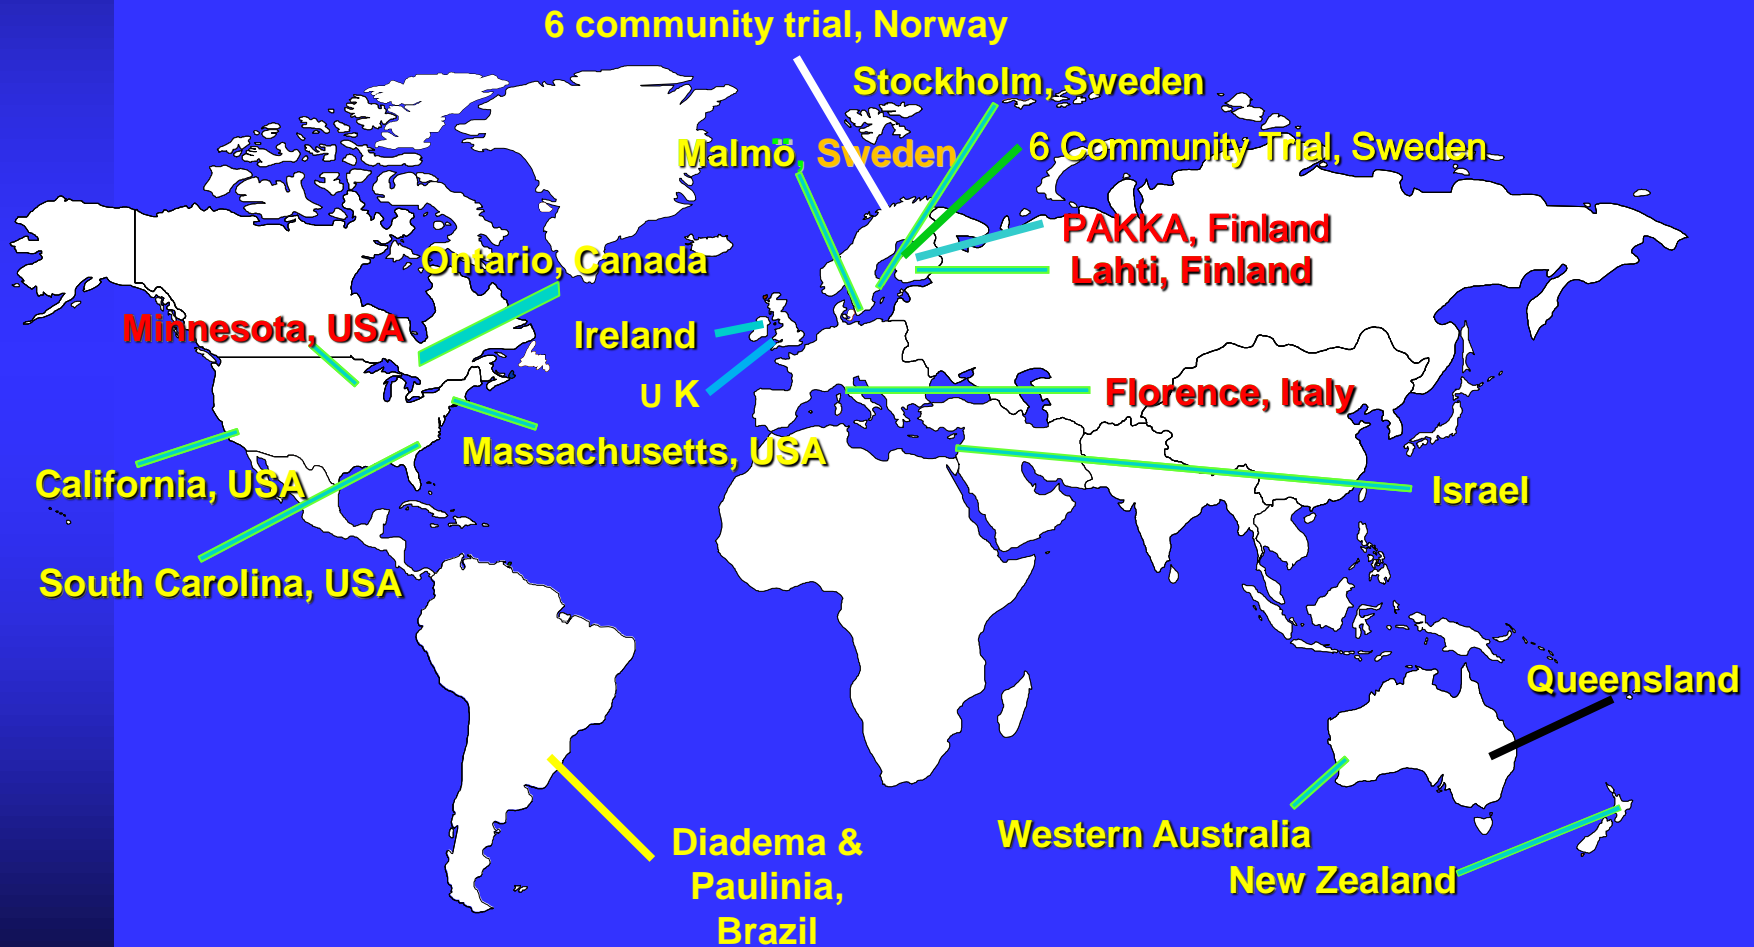 6 community trial, Norway
Stockholm, Sweden
Malmö, Sweden
6 Community Trial, Sweden
PAKKA, Finland
Ontario, Canada
Lahti, Finland
Minnesota, USA
Ireland
U K
Florence, Italy
Massachusetts, USA
California, USA
Israel
South Carolina, USA
Queensland
Western Australia
Diadema &
Paulinia,
Brazil
New Zealand